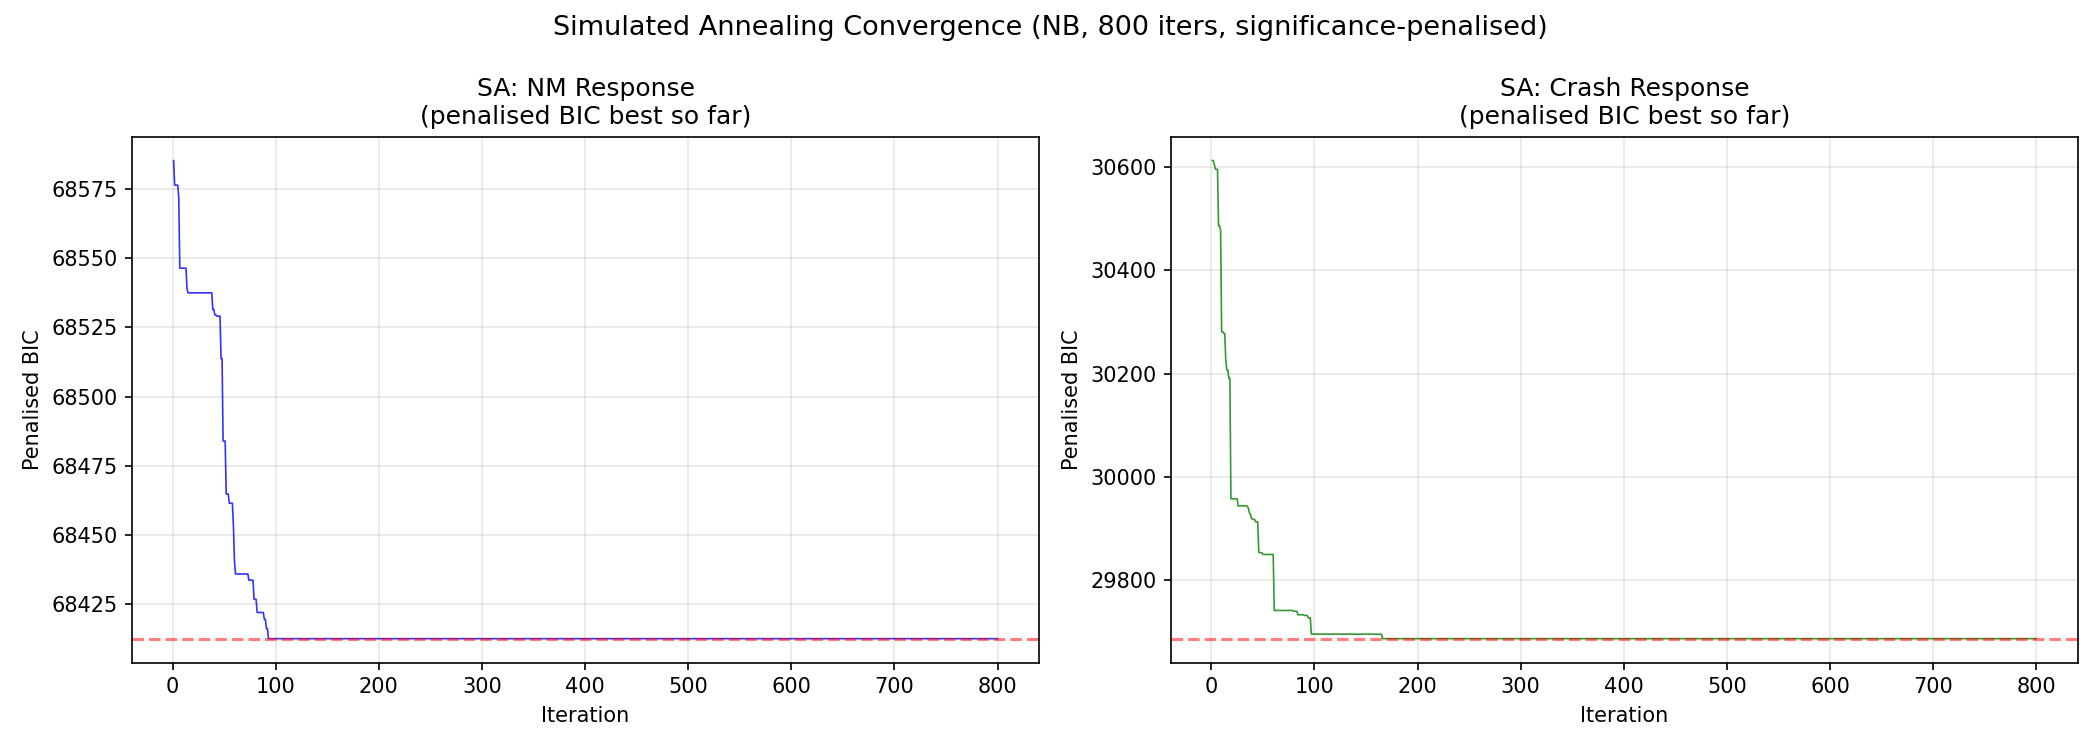 Simulated Annealing Convergence (NB, 800 iters, significance-penalised)
SA: NM Response
(penalised BIC best so far)
Penalised BIC
68575
68550
68525
68500
68475
68450
68425
0 100 200 300 400 500 600 700 800
Iteration
SA: Crash Response
(penalised BIC best so far)
Penalised BIC
30600
30400
30200
30000
29800
0 100 200 300 400 500 600 700 800
Iteration